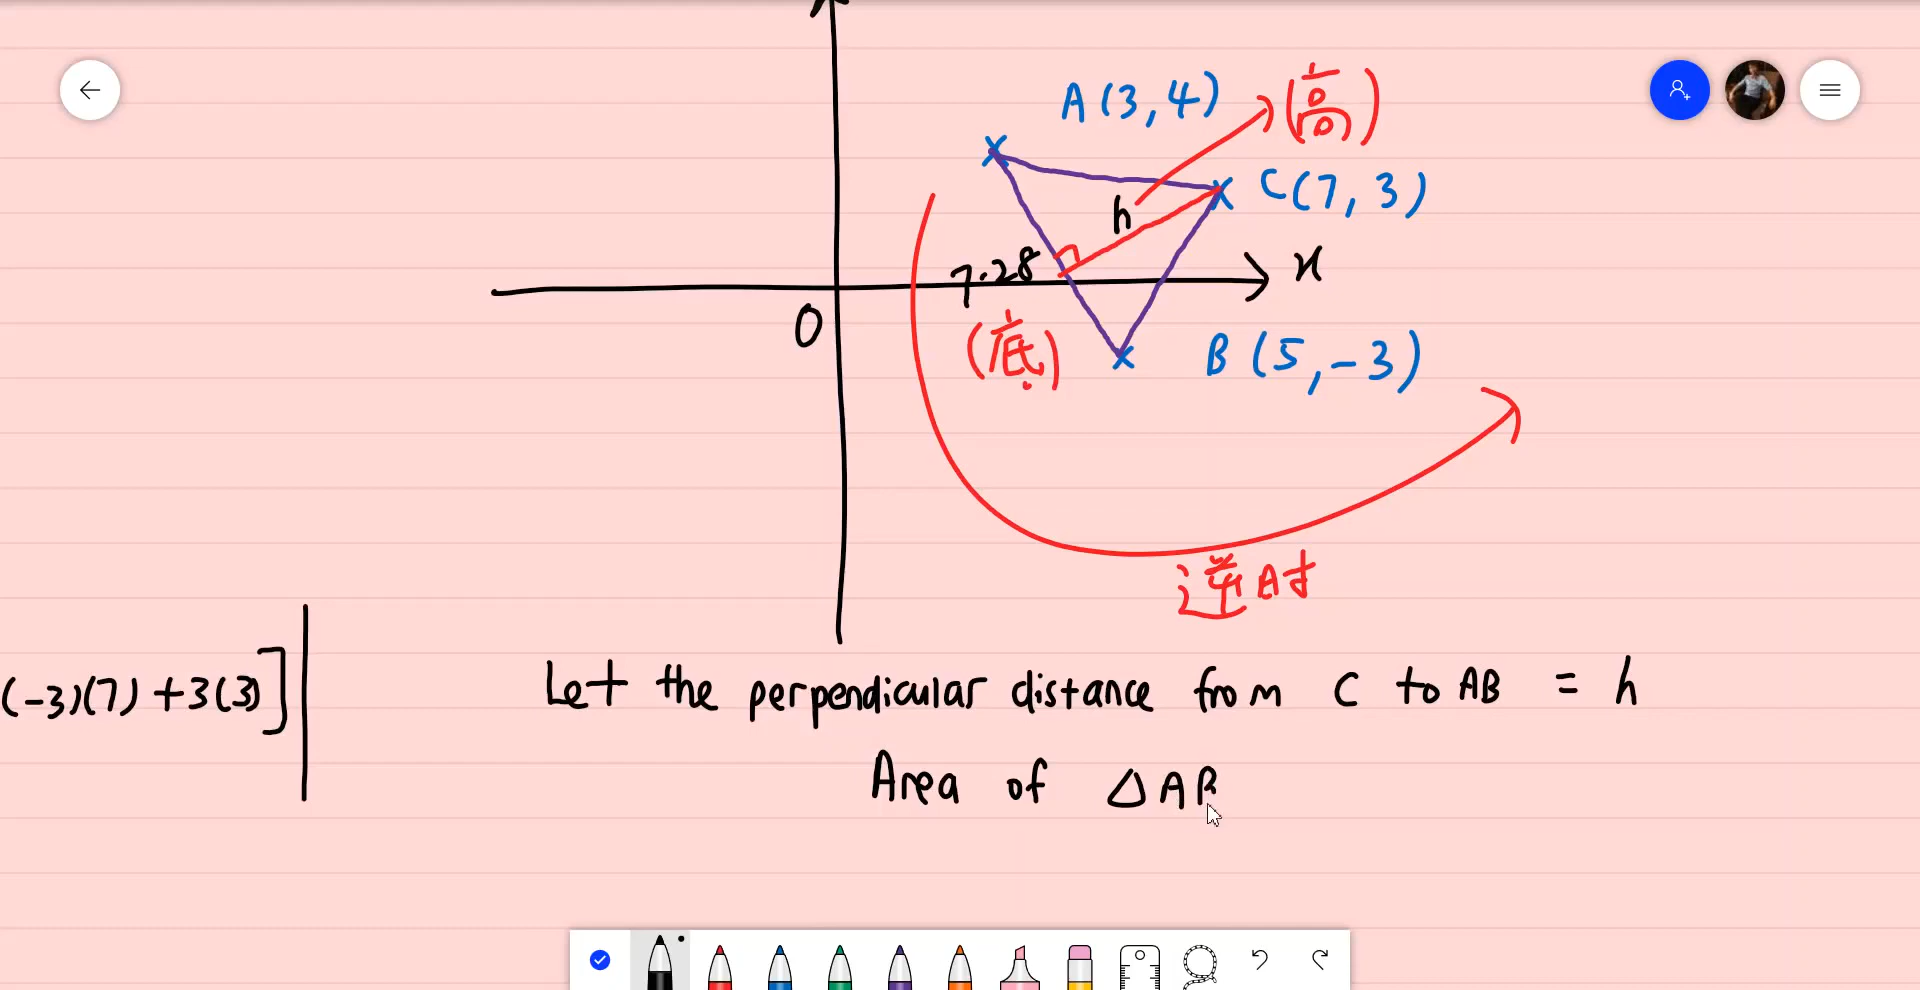 A (3, 4)
(高)
C (7, 3)
h
x
7.28
0
(底)
B (5, -3)
逆时
(-3)(7) + 3(3)]
Let the perpendicular distance from C to AB = h
Area of △AB